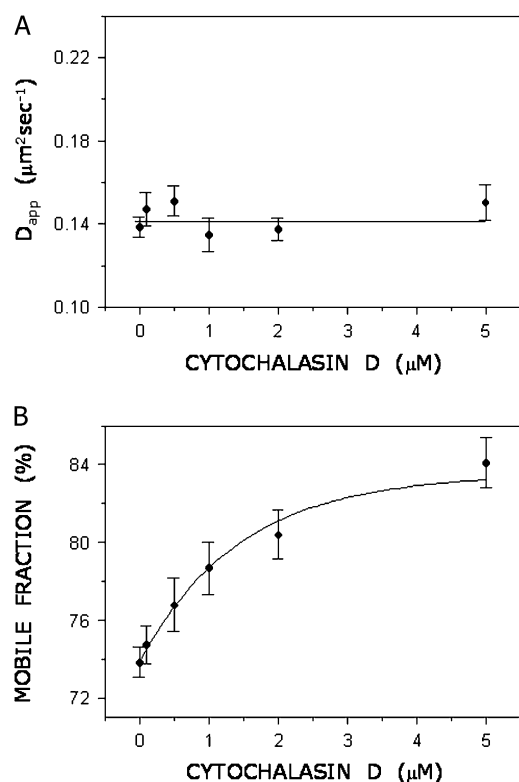 A
D_app (μm²sec⁻¹)
0.22
0.18
0.14
0.10
0 1 2 3 4 5
CYTOCHALASIN D (μM)
B
MOBILE FRACTION (%)
84
80
76
72
0 1 2 3 4 5
CYTOCHALASIN D (μM)